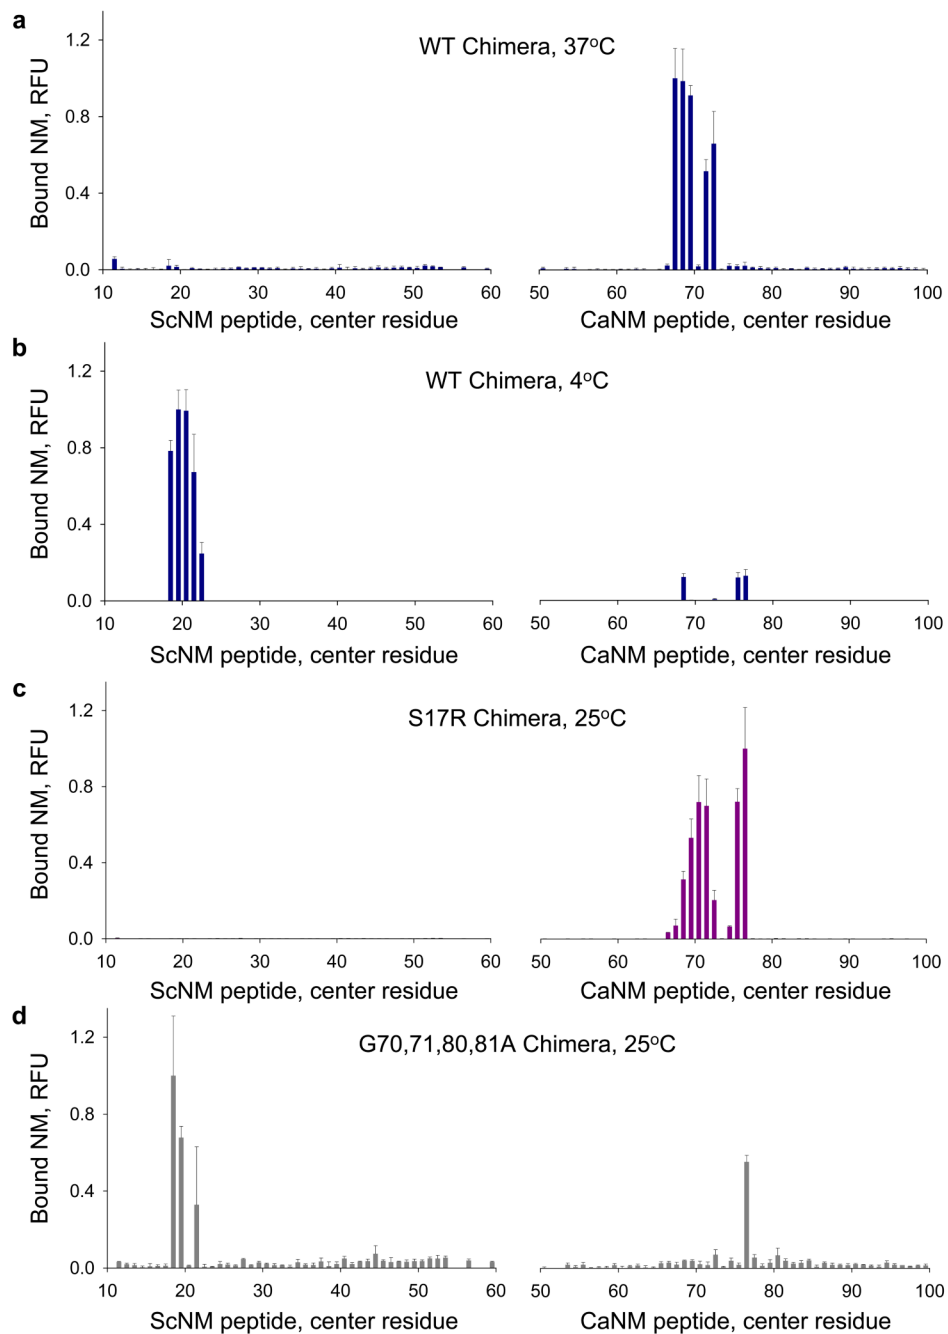 a
WT Chimera, 37°C
Bound NM, RFU
1.2
0.8
0.4
0.0
10 20 30 40 50 60 50 60 70 80 90 100
ScNM peptide, center residue CaNM peptide, center residue
b
WT Chimera, 4°C
Bound NM, RFU
1.2
0.8
0.4
0.0
10 20 30 40 50 60 50 60 70 80 90 100
ScNM peptide, center residue CaNM peptide, center residue
c
S17R Chimera, 25°C
Bound NM, RFU
1.2
0.8
0.4
0.0
10 20 30 40 50 60 50 60 70 80 90 100
ScNM peptide, center residue CaNM peptide, center residue
d
G70,71,80,81A Chimera, 25°C
Bound NM, RFU
1.2
0.8
0.4
0.0
10 20 30 40 50 60 50 60 70 80 90 100
ScNM peptide, center residue CaNM peptide, center residue